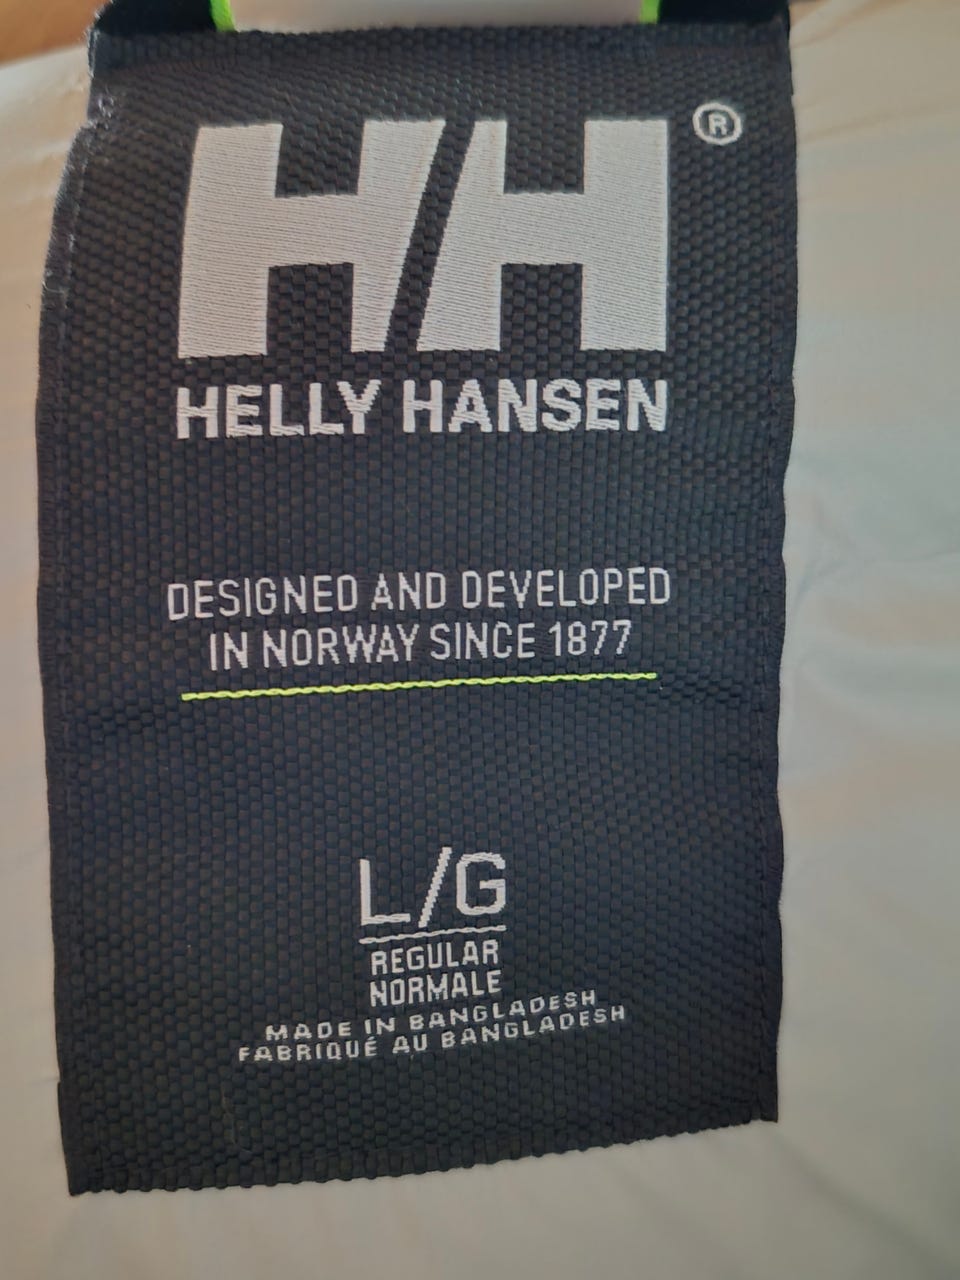 HH®
HELLY HANSEN
DESIGNED AND DEVELOPED
IN NORWAY SINCE 1877
L/G
REGULAR
NORMALE
MADE IN BANGLADESH
FABRIQUÉ AU BANGLADESH